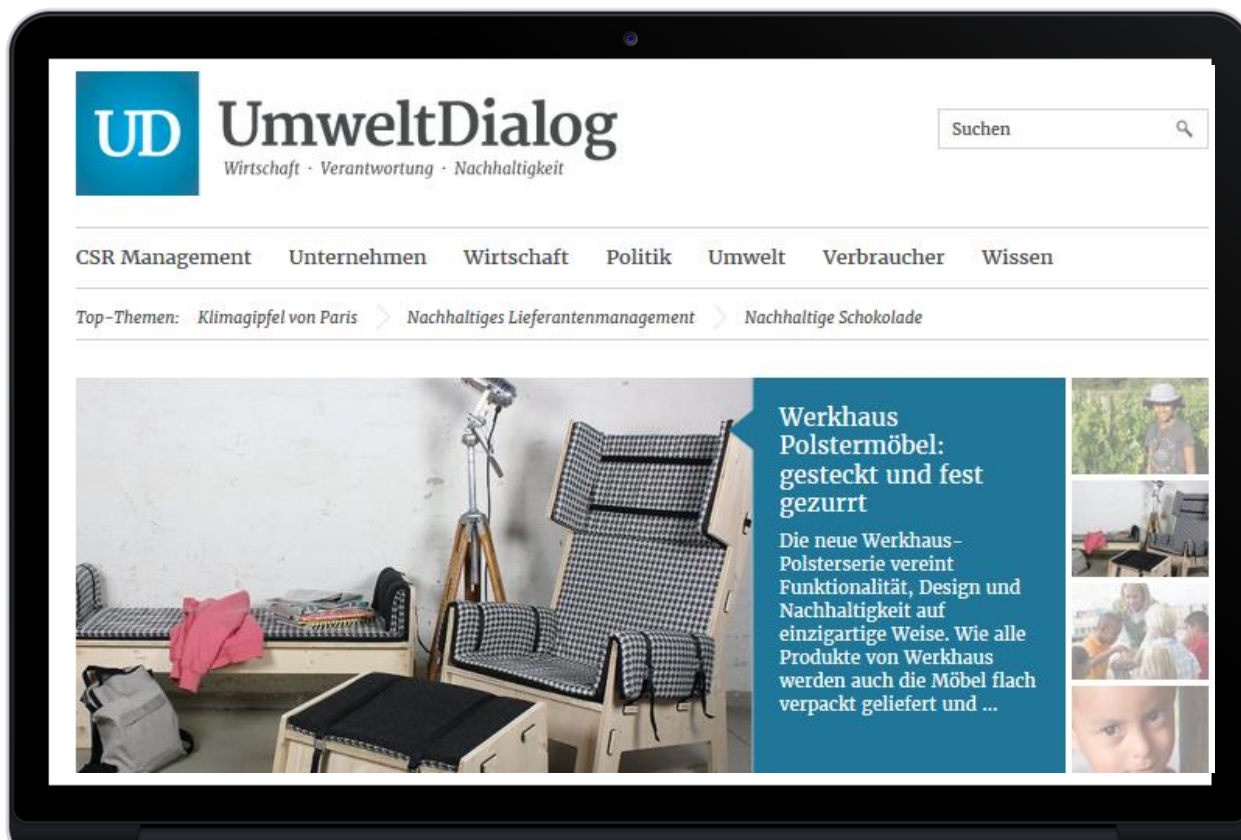 UD
UmweltDialog
Wirtschaft · Verantwortung · Nachhaltigkeit
Suchen
CSR Management Unternehmen Wirtschaft Politik Umwelt Verbraucher Wissen
Top-Themen: Klimagipfel von Paris Nachhaltiges Lieferantenmanagement Nachhaltige Schokolade
Werkhaus
Polstermöbel:
gesteckt und fest
gezurrt
Die neue Werkhaus-
Polsterserie vereint
Funktionalität, Design und
Nachhaltigkeit auf
einzigartige Weise. Wie alle
Produkte von Werkhaus
werden auch die Möbel flach
verpackt geliefert und ...